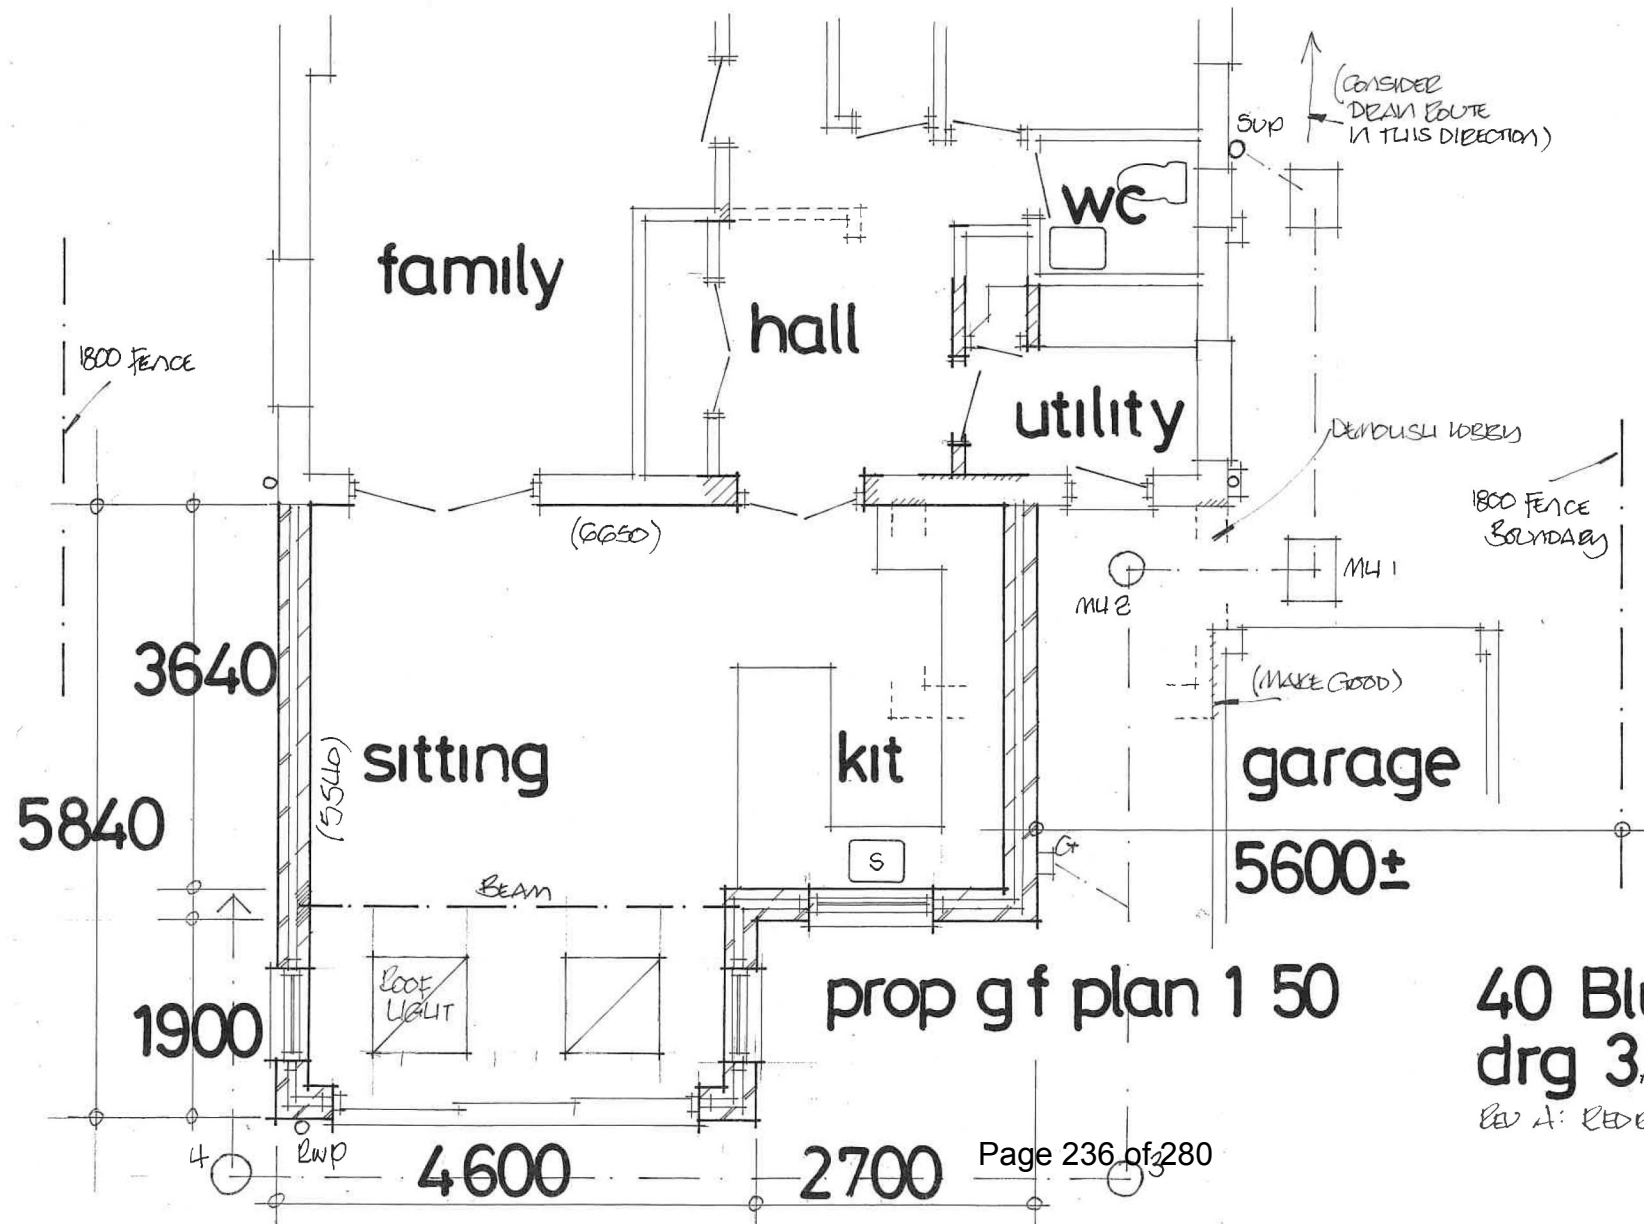 (CONSIDER
DRAIN ROUTE
IN THIS DIRECTION)
SVP
WC
family
hall
1800 FENCE
utility
DEMOLISH LOBBY
1800 FENCE
BOUNDARY
(6650)
MH 1
MH 2
3640
(MAKE GOOD)
sitting
kit
garage
(5540)
5840
S
G
5600±
BEAM
ROOF
LIGHT
prop g f plan 1 50
1900
40 Bl
drg 3
REV A:
4
RWP
4600
2700
Page 236 of 280
3